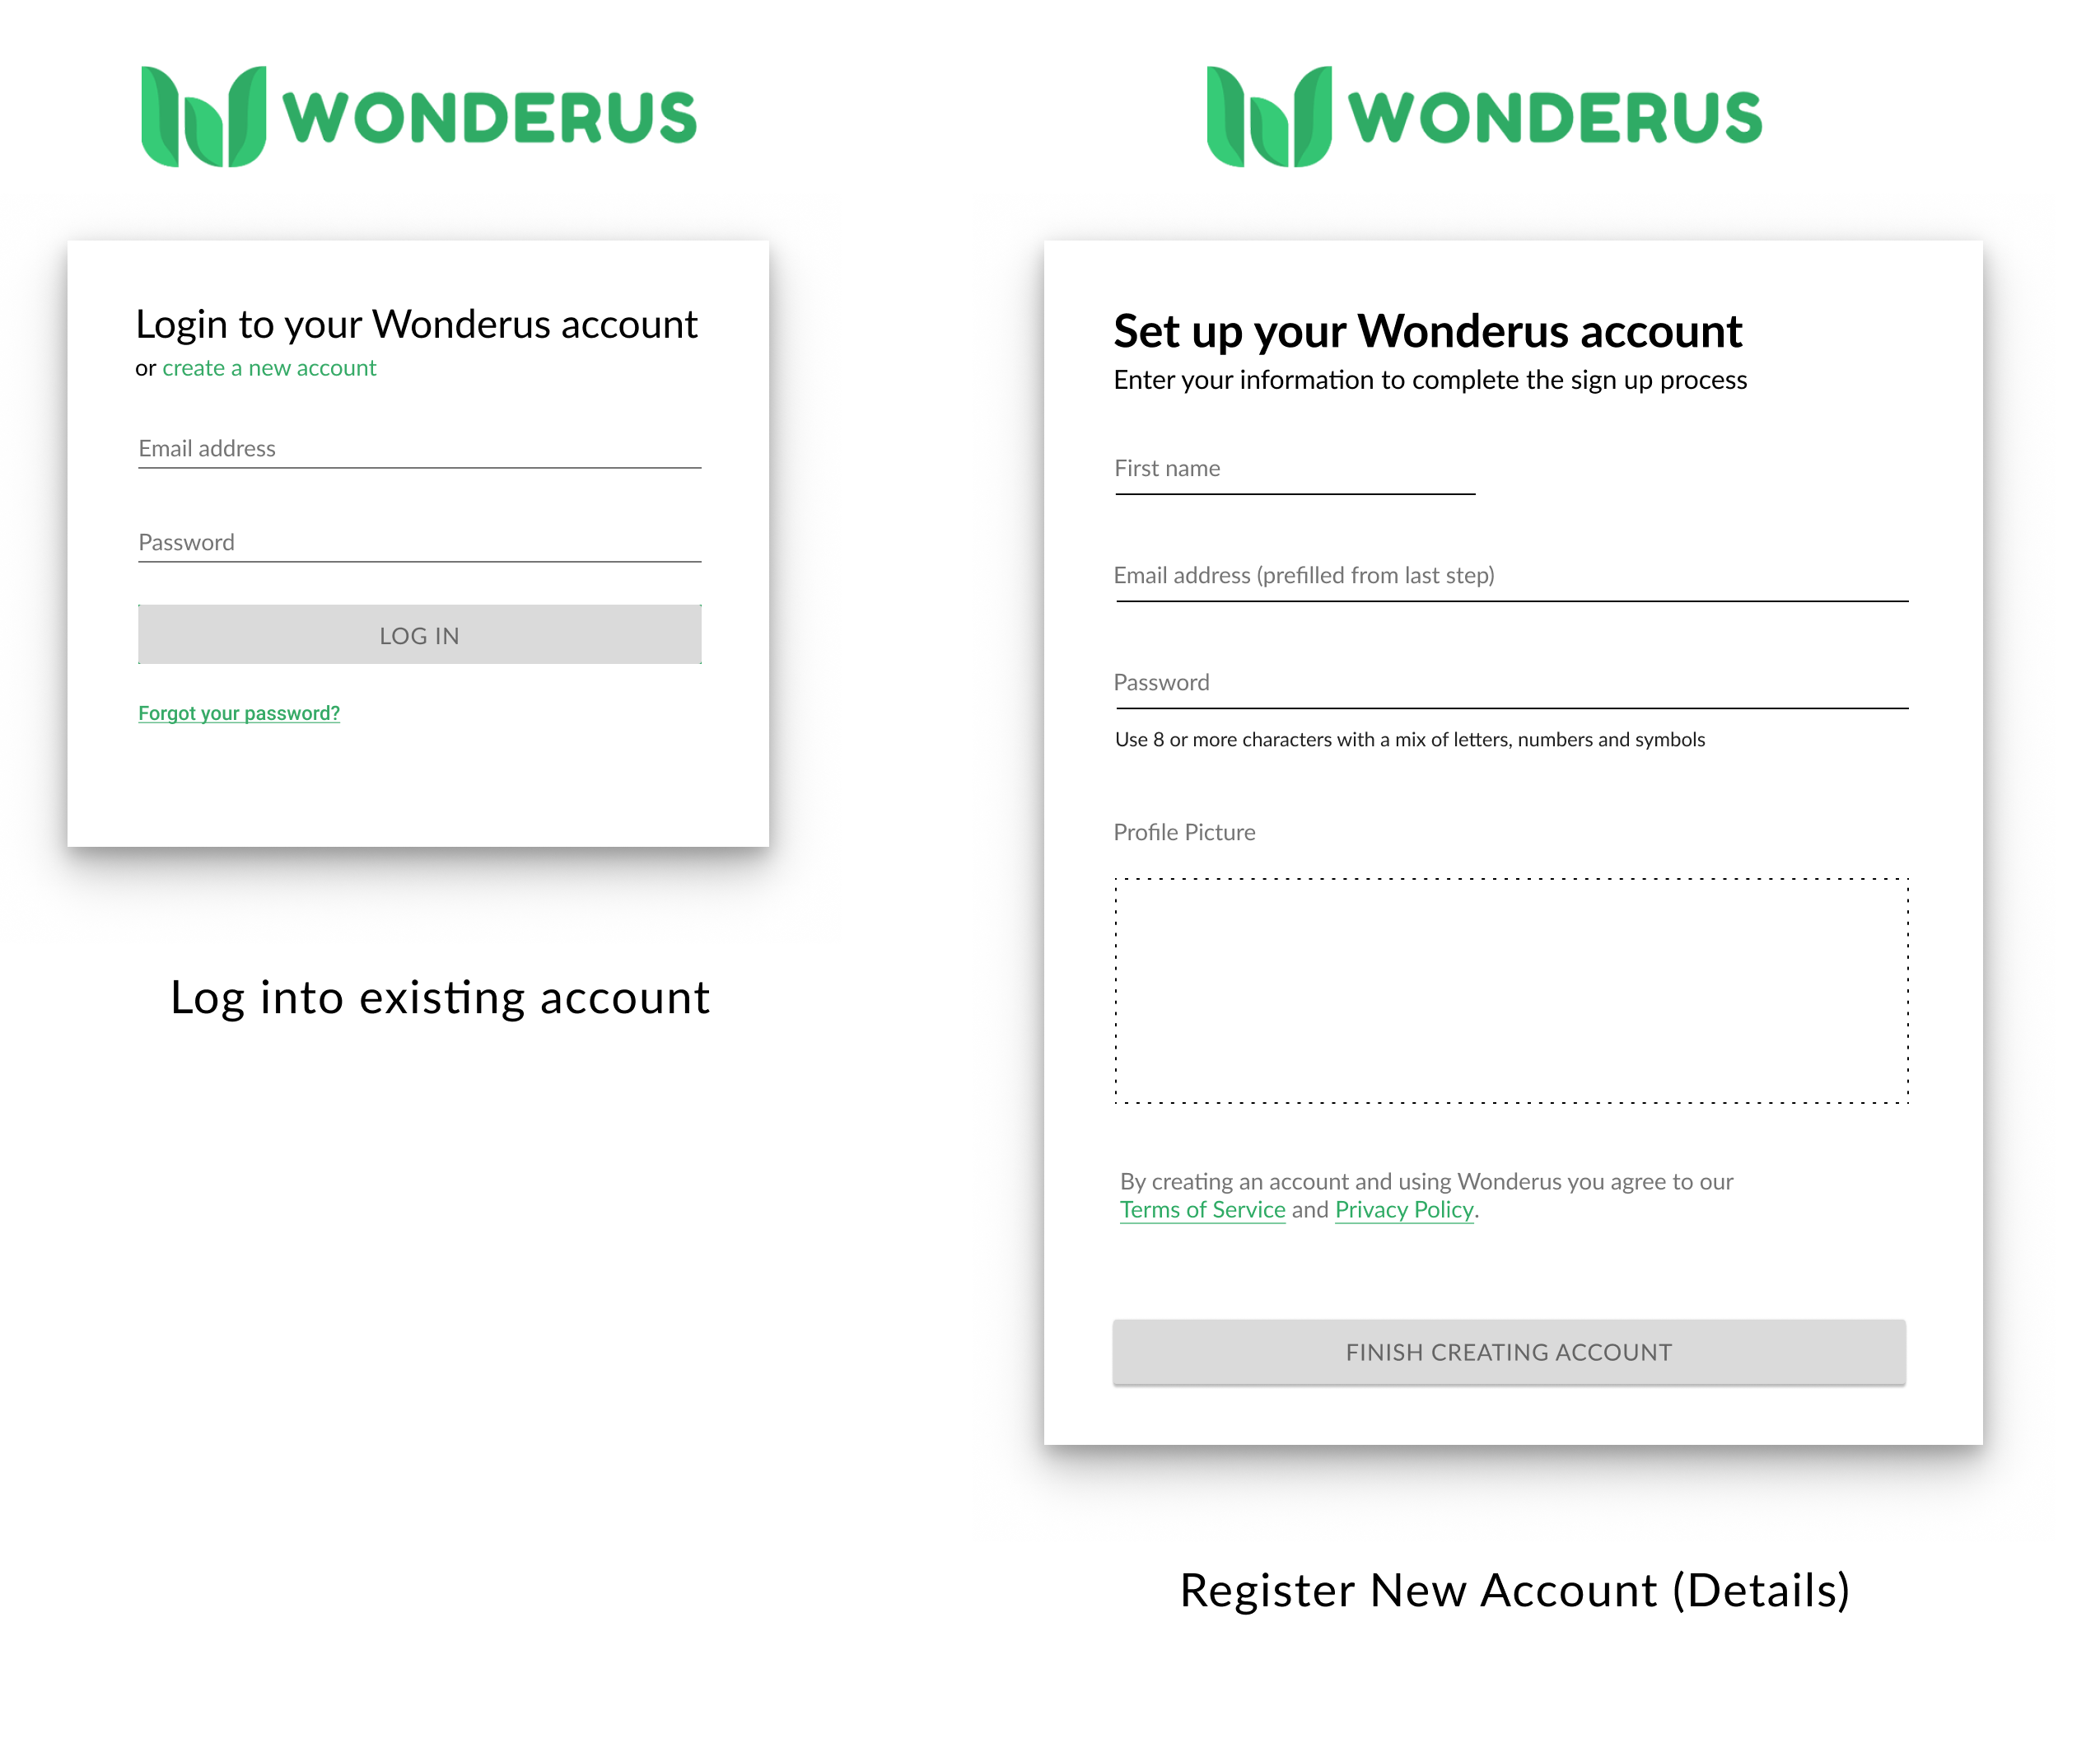 WONDERUS
Login to your Wonderus account
or create a new account
Email address
Password
LOG IN
Forgot your password?
Log into existing account
WONDERUS
Set up your Wonderus account
Enter your information to complete the sign up process
First name
Email address (prefilled from last step)
Password
Use 8 or more characters with a mix of letters, numbers and symbols
Profile Picture
By creating an account and using Wonderus you agree to our
Terms of Service and Privacy Policy.
FINISH CREATING ACCOUNT
Register New Account (Details)